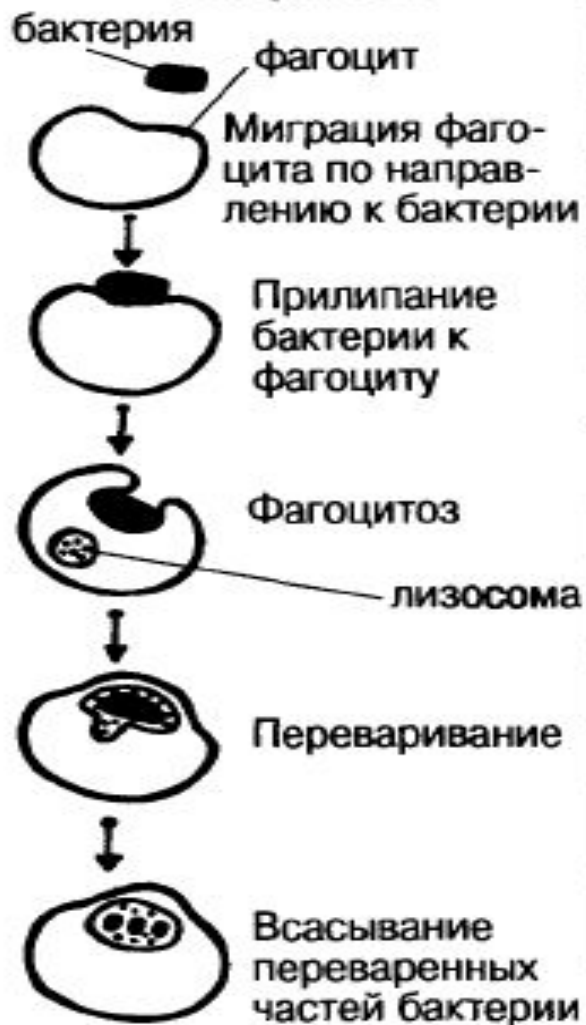 бактерия
фагоцит
Миграция фаго-
цита по направ-
лению к бактерии
Прилипание
бактерии к
фагоциту
Фагоцитоз
лизосома
Переваривание
Всасывание
переваренных
частей бактерии